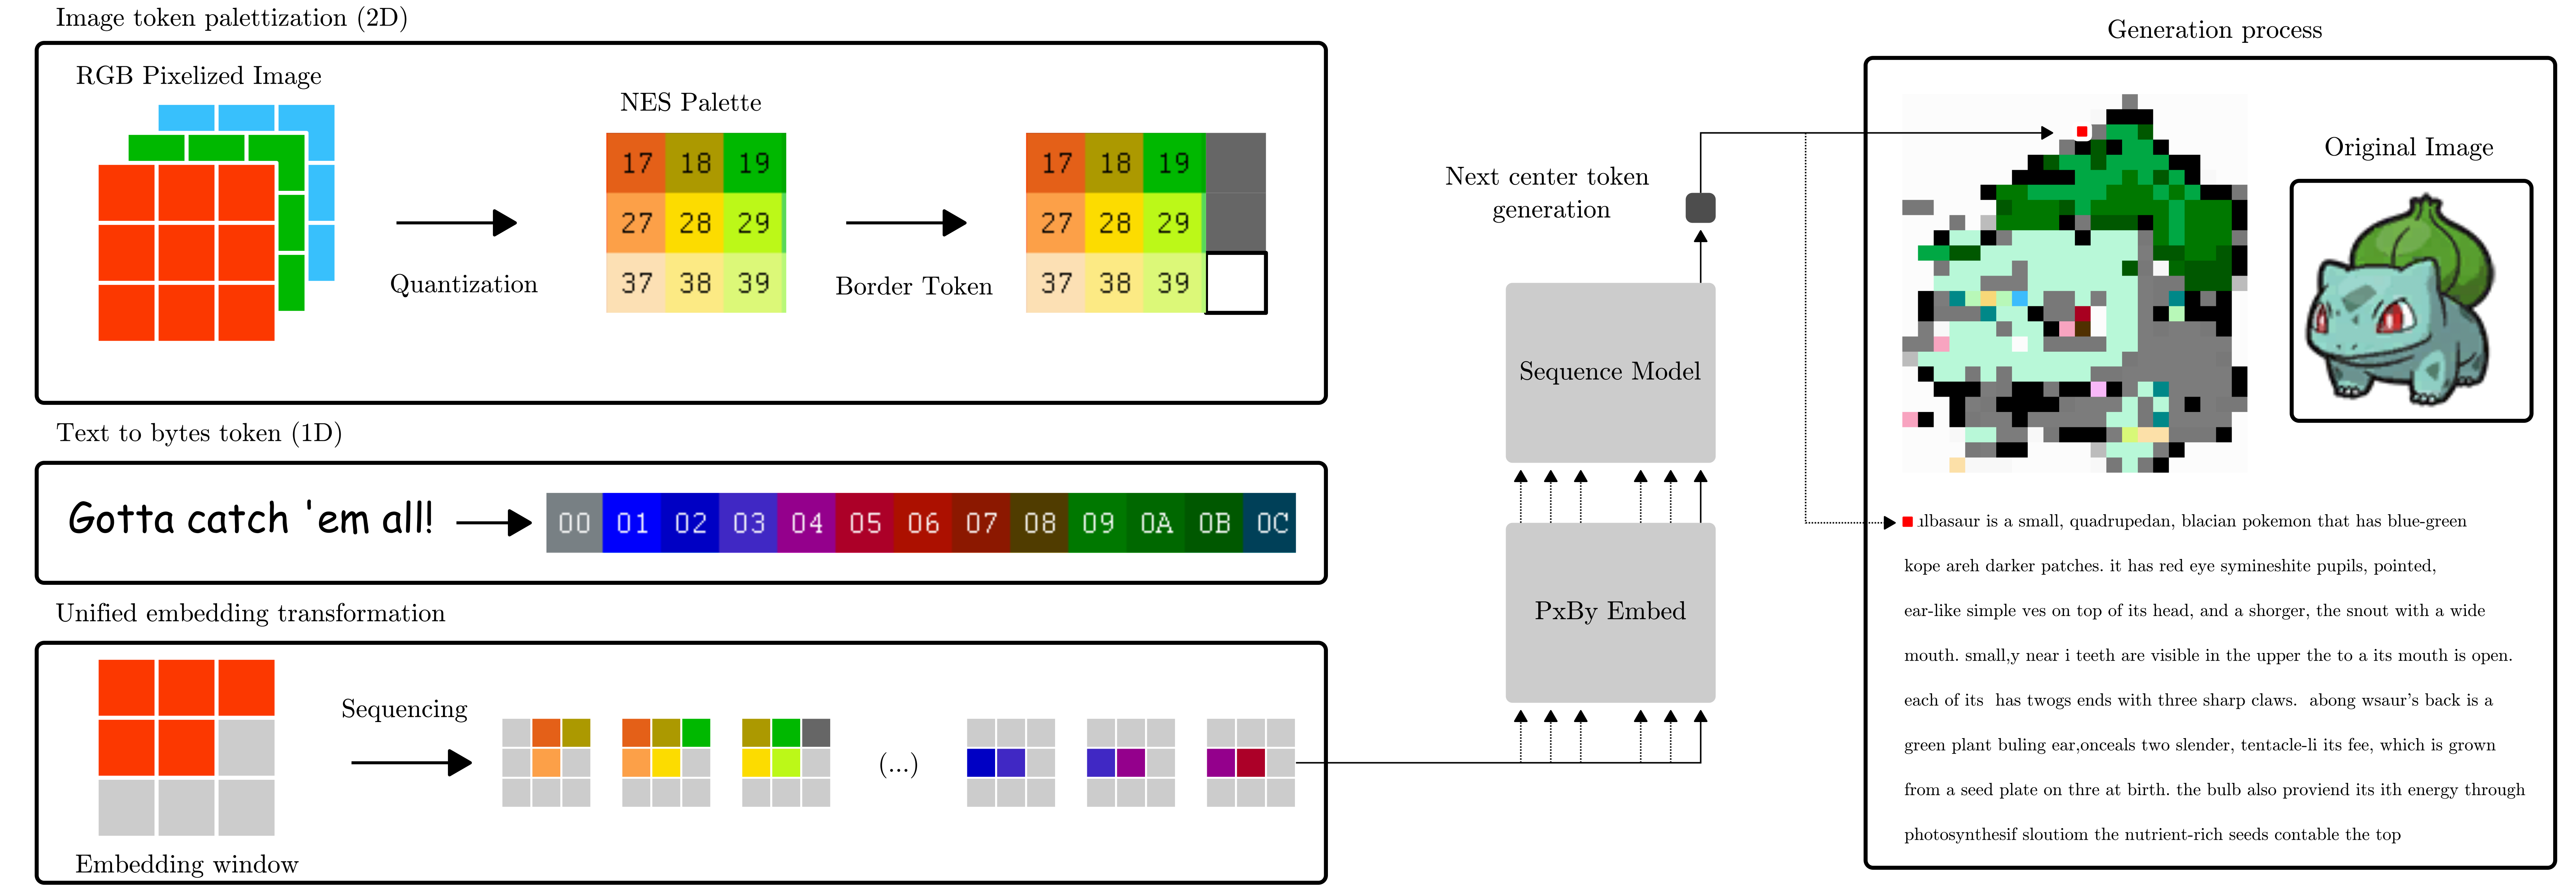 Image token palettization (2D)
RGB Pixelized Image
NES Palette
17 18 19
27 28 29
37 38 39
Quantization
Border Token
17 18 19
27 28 29
37 38 39
Text to bytes token (1D)
Gotta catch 'em all!
00 01 02 03 04 05 06 07 08 09 0A 0B 0C
Unified embedding transformation
Sequencing
(...)
Embedding window
Next center token
generation
Sequence Model
PxBy Embed
Generation process
Original Image
ulbasaur is a small, quadrupedan, blacian pokemon that has blue-green
kope areh darker patches. it has red eye symineshite pupils, pointed,
ear-like simple ves on top of its head, and a shorger, the snout with a wide
mouth. small,y near i teeth are visible in the upper the to a its mouth is open.
each of its has twogs ends with three sharp claws. abong wsaur's back is a
green plant buling ear,onceals two slender, tentacle-li its fee, which is grown
from a seed plate on thre at birth. the bulb also proviend its ith energy through
photosynthesif sloutiom the nutrient-rich seeds contable the top